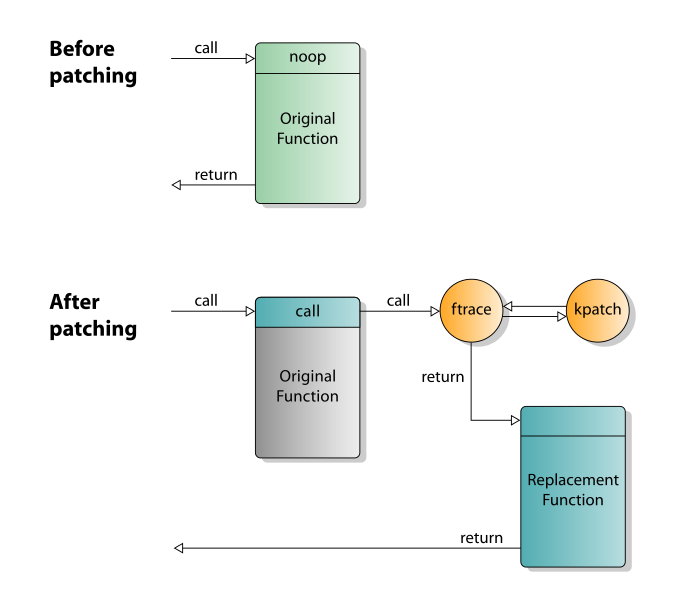 Before
patching
call
noop
Original
Function
return
After
patching
call
call
call
ftrace
kpatch
Original
Function
return
Replacement
Function
return